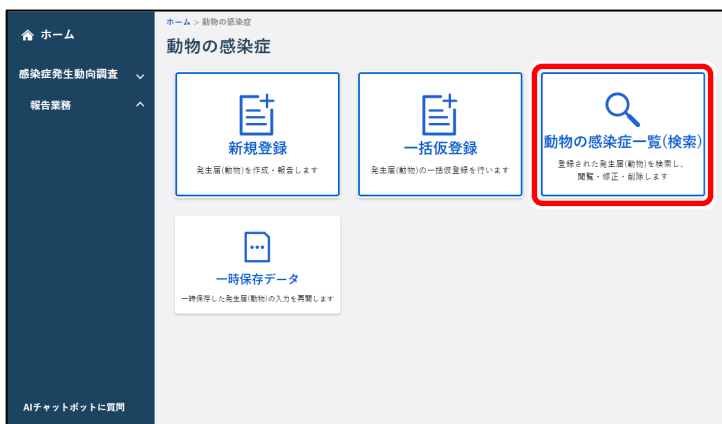 ホーム
感染症発生動向調査
報告業務
AIチャットボットに質問
ホーム > 動物の感染症
動物の感染症
新規登録
発生届(動物)を作成・報告します
一括仮登録
発生届(動物)の一括仮登録を行います
動物の感染症一覧(検索)
登録された発生届(動物)を検索し、
閲覧・修正・削除します
一時保存データ
一時保存した発生届(動物)の入力を再開します